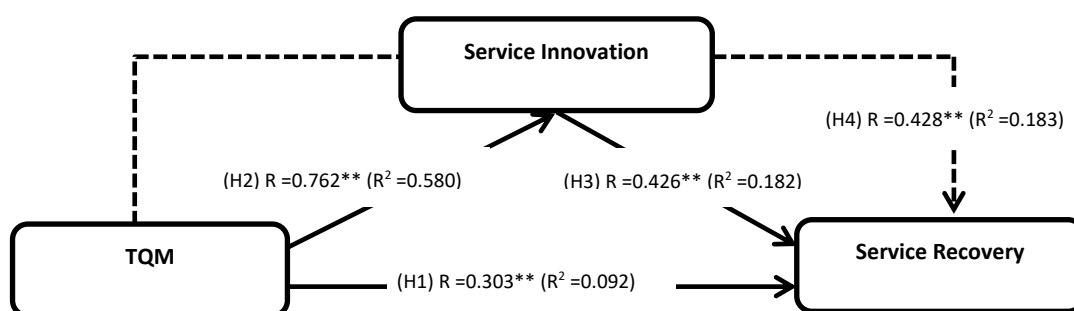 Service Innovation
(H4) R =0.428** (R² =0.183)
(H2) R =0.762** (R² =0.580)
(H3) R =0.426** (R² =0.182)
TQM
Service Recovery
(H1) R =0.303** (R² =0.092)